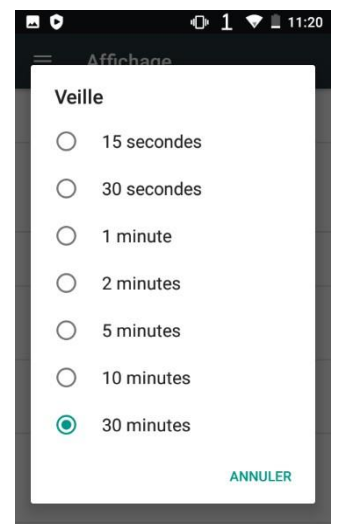 1 11:20
Affichage
Veille
15 secondes
30 secondes
1 minute
2 minutes
5 minutes
10 minutes
30 minutes
ANNULER